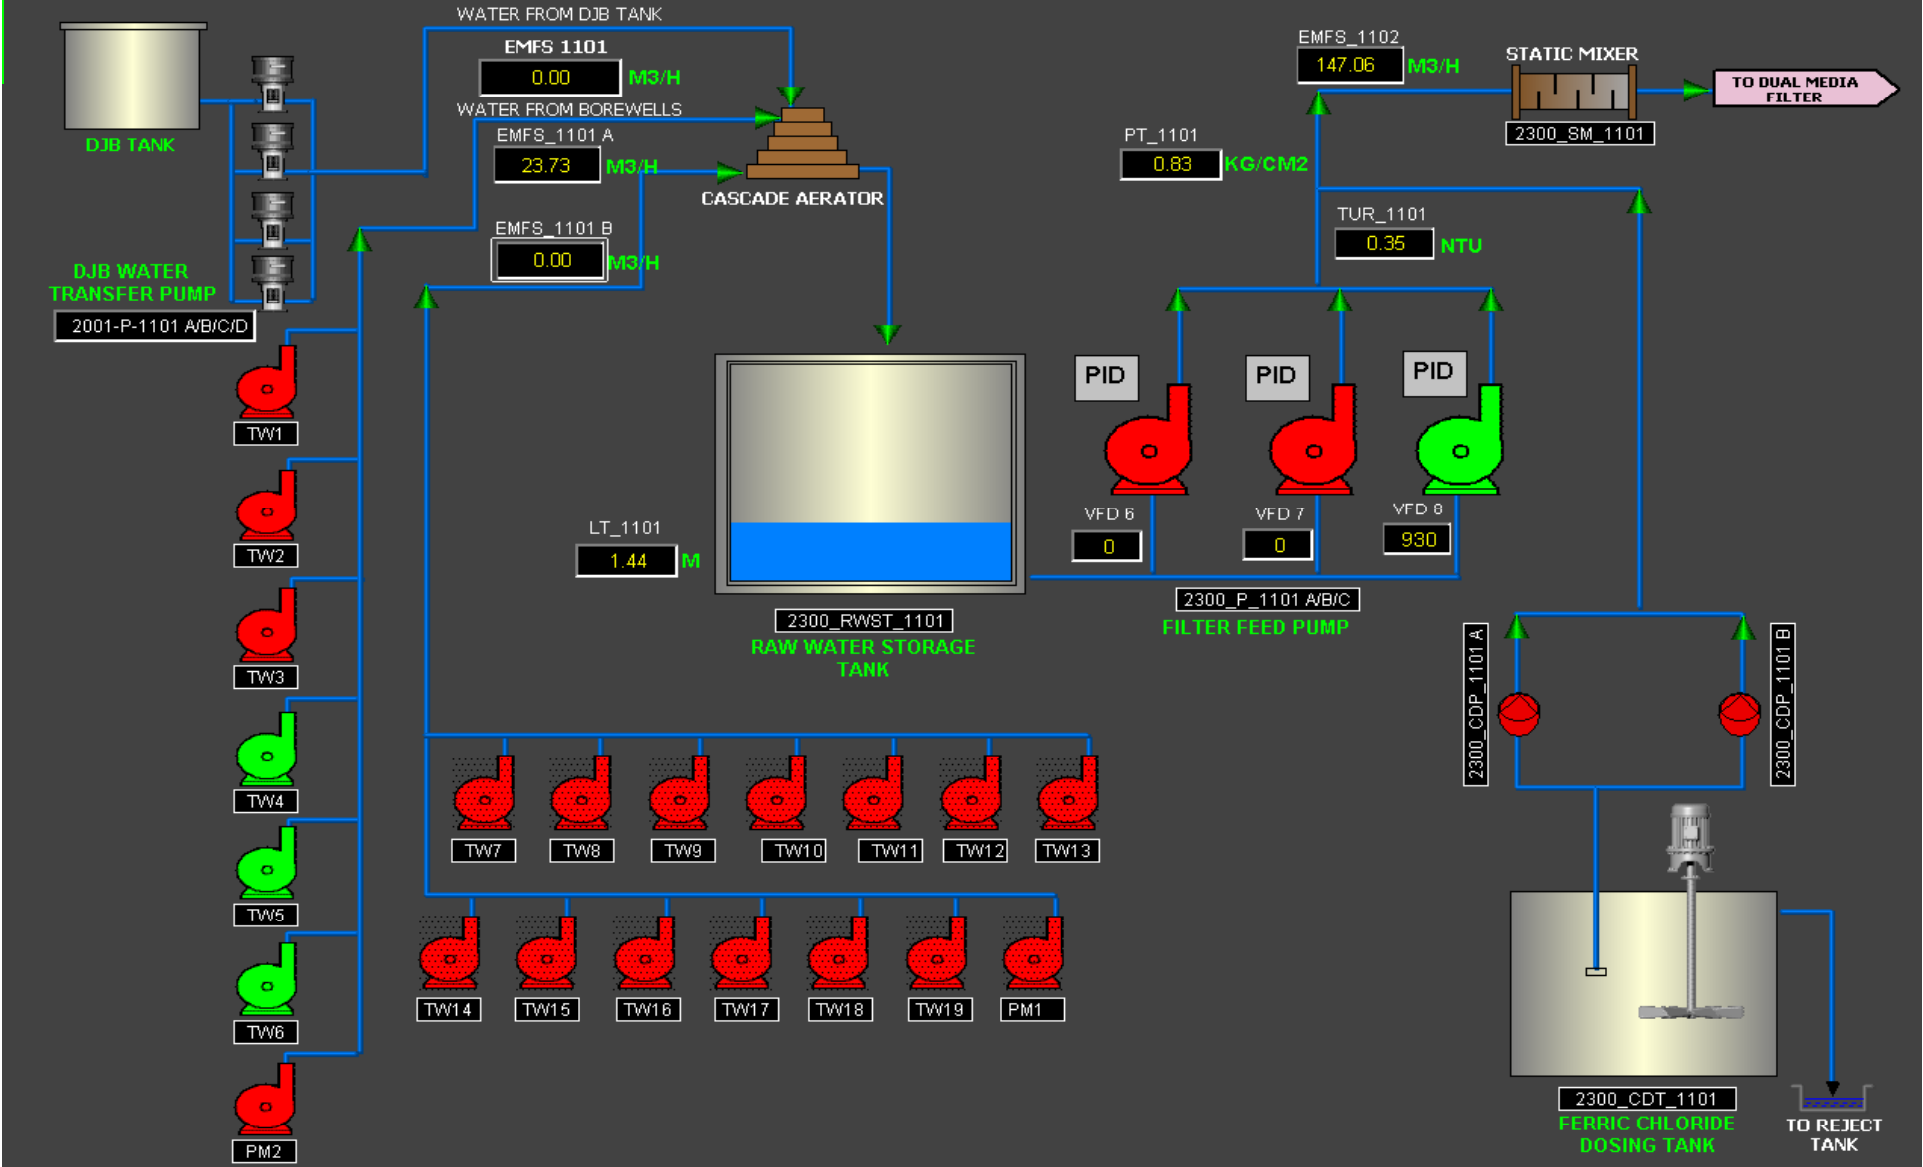 WATER FROM DJB TANK
EMFS 1101
0.00 M3/H
DJB TANK
WATER FROM BOREWELLS
EMFS_1101 A
23.73 M3/H
CASCADE AERATOR
EMFS_1101 B
0.00 M3/H
DJB WATER
TRANSFER PUMP
2001-P-1101 A/B/C/D
EMFS_1102
147.06 M3/H
STATIC MIXER
2300_SM_1101
TO DUAL MEDIA
FILTER
PT_1101
0.83 KG/CM2
TUR_1101
0.35 NTU
PID
PID
PID
VFD 6
0
VFD 7
0
VFD 8
930
LT_1101
1.44 M
2300_RWST_1101
RAW WATER STORAGE
TANK
2300_P_1101 A/B/C
FILTER FEED PUMP
TW1
TW2
TW3
TW4
TW5
TW6
PM2
TW7
TW8
TW9
TW10
TW11
TW12
TW13
TW14
TW15
TW16
TW17
TW18
TW19
PM1
2300_CDP_1101 A
2300_CDP_1101 B
2300_CDT_1101
FERRIC CHLORIDE
DOSING TANK
TO REJECT
TANK